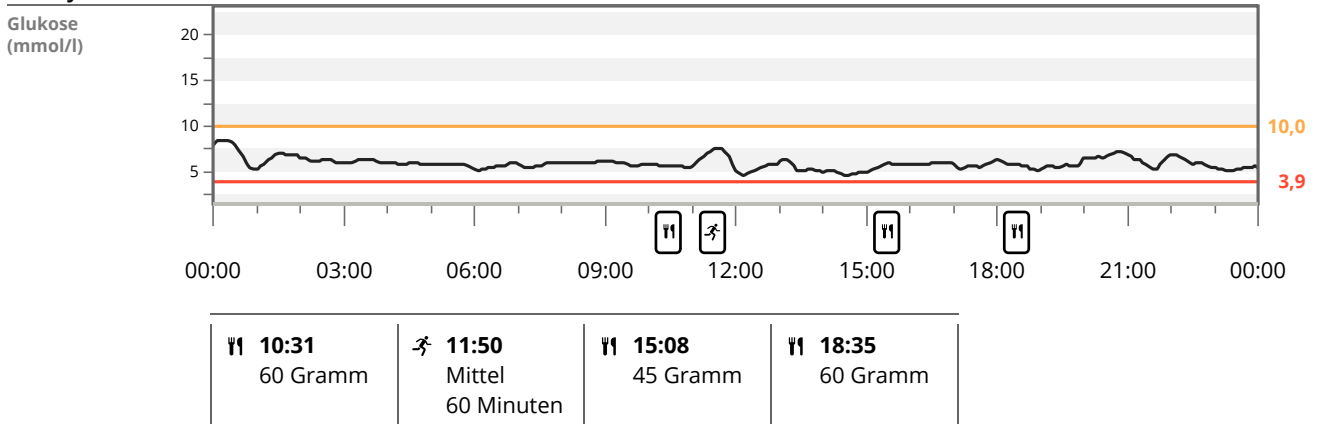 Glukose
(mmol/l)
20
15
10
5
10,0
3,9
00:00 03:00 06:00 09:00 12:00 15:00 18:00 21:00 00:00
10:31 11:50 15:08 18:35
60 Gramm Mittel 45 Gramm 60 Gramm
60 Minuten